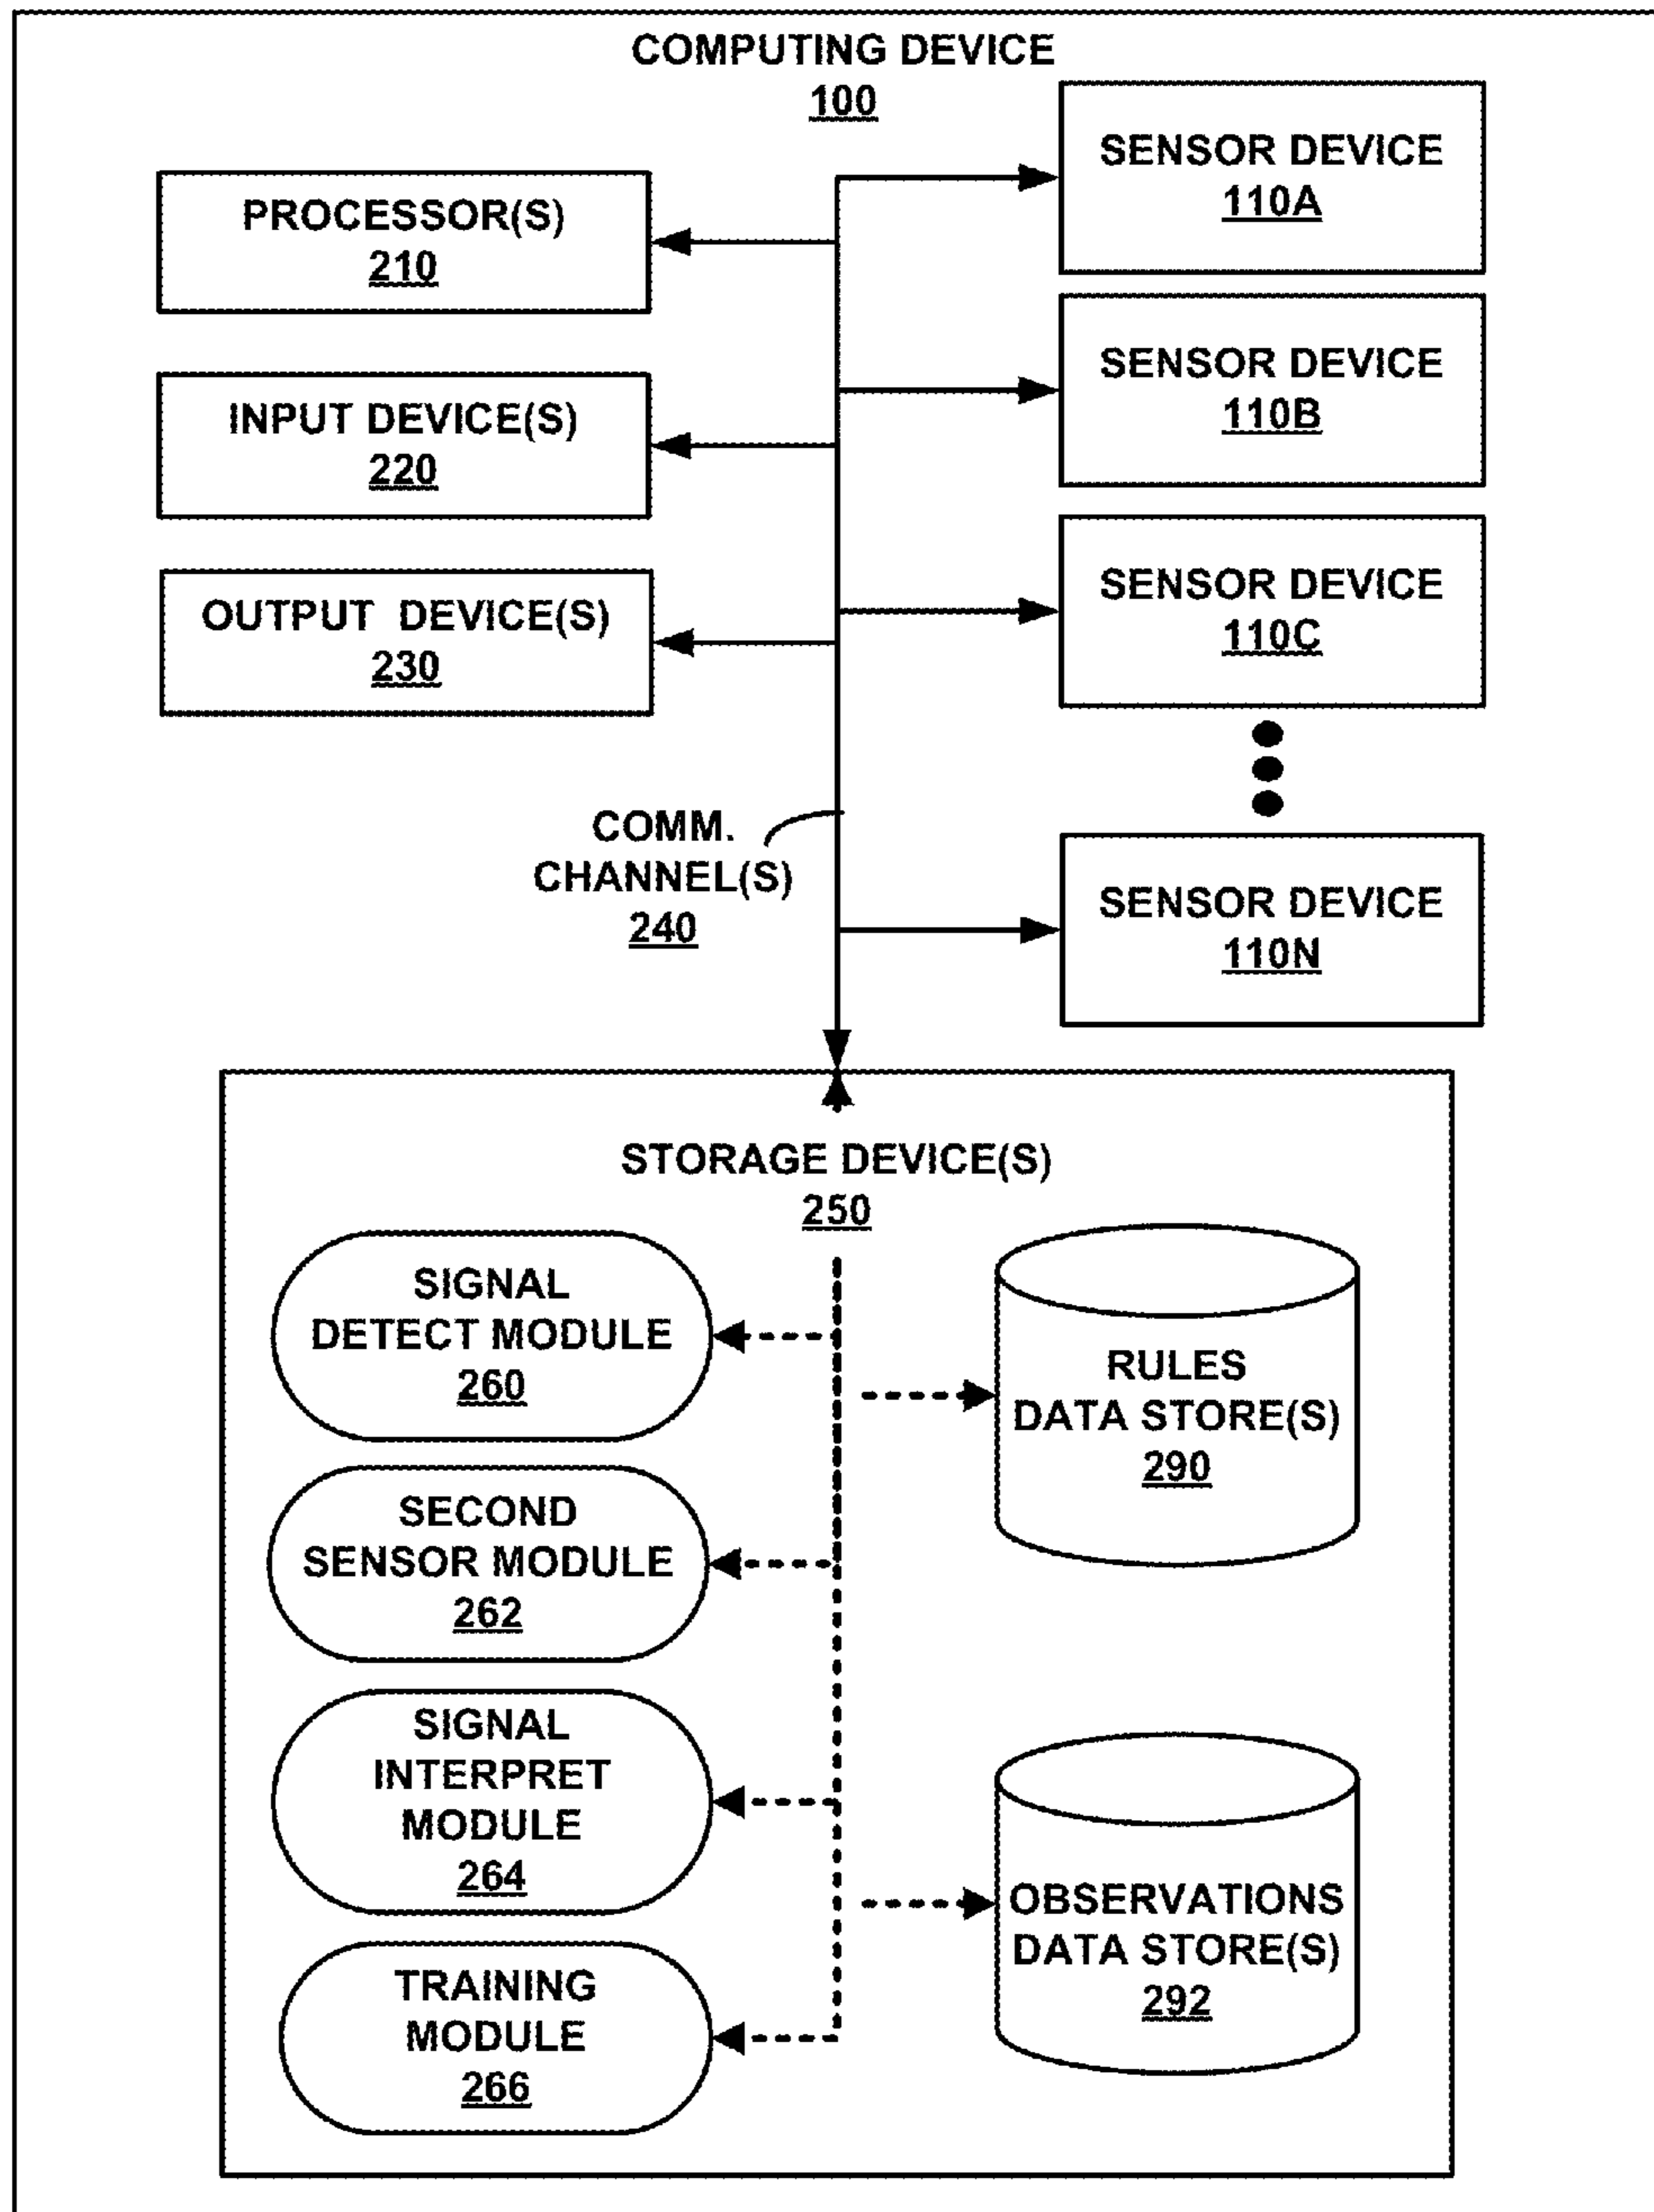 COMPUTING DEVICE
100
PROCESSOR(S)
210
INPUT DEVICE(S)
220
OUTPUT DEVICE(S)
230
SENSOR DEVICE
110A
SENSOR DEVICE
110B
SENSOR DEVICE
110C
SENSOR DEVICE
110N
COMM.
CHANNEL(S)
240
STORAGE DEVICE(S)
250
SIGNAL
DETECT MODULE
260
SECOND
SENSOR MODULE
262
SIGNAL
INTERPRET
MODULE
264
TRAINING
MODULE
266
RULES
DATA STORE(S)
290
OBSERVATIONS
DATA STORE(S)
292